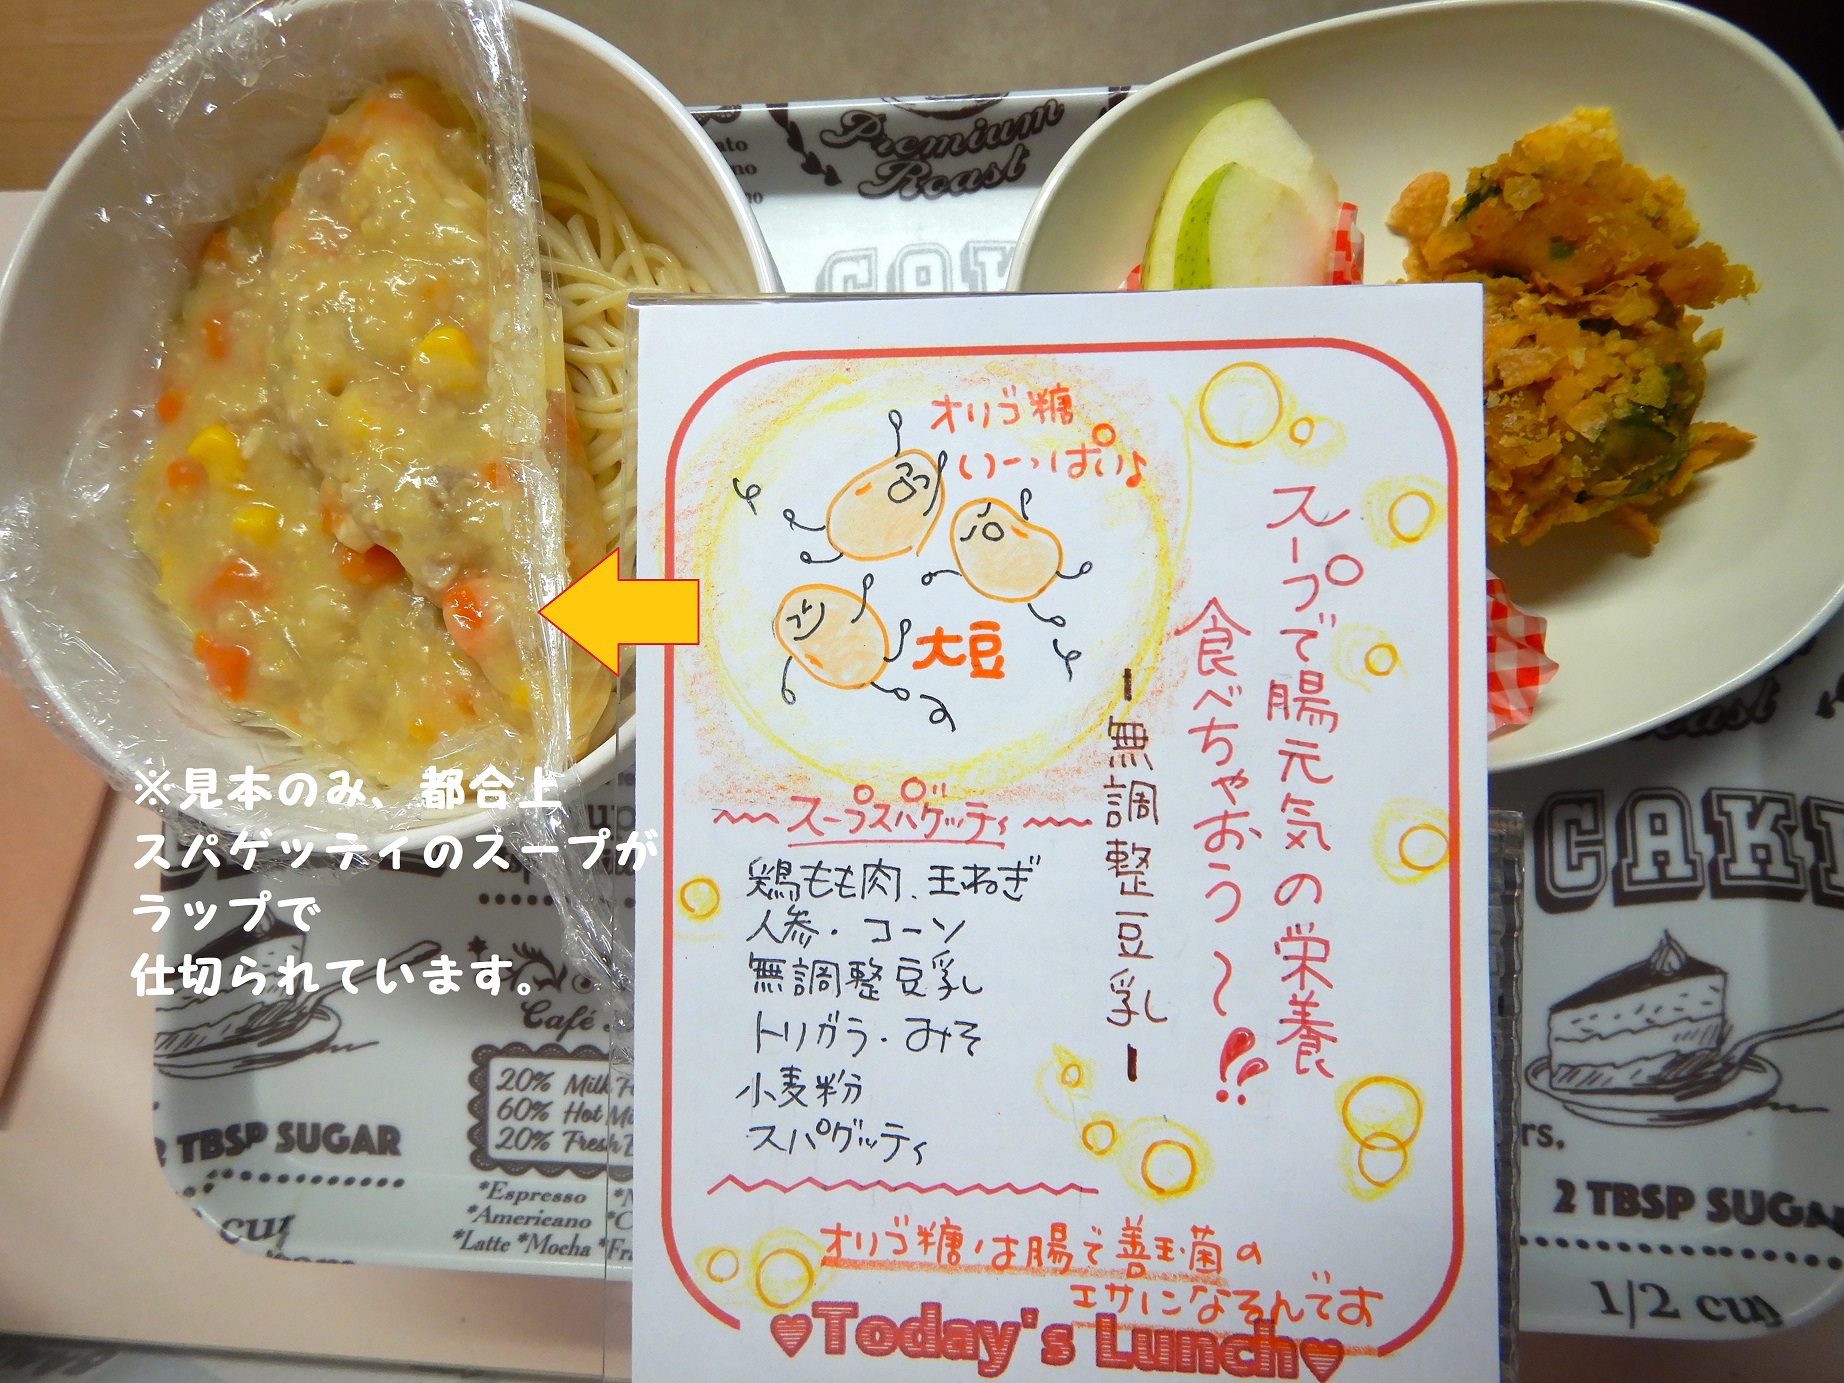 Premium
Roast
CAK
オリゴ糖
いーっぱい♪
大豆
スープで腸元気の栄養
食べちゃおう〜!!
ー無調整豆乳ー
〜スープスパゲッティ〜
鶏もも肉、玉ねぎ
人参・コーン
無調整豆乳
トリガラ・みそ
小麦粉
スパゲッティ
オリゴ糖は腸で善玉菌の
エサになるんです
♥Today's Lunch♥
※見本のみ、都合上
スパゲッティのスープが
ラップで
仕切られています。
Café
20% Milk
60% Hot Mi
20% Fresh
2 TBSP SUGAR
*Espresso
*Americano
*Latte *Mocha
cup
CAKE
rs.
2 TBSP SUGA
1/2 cup